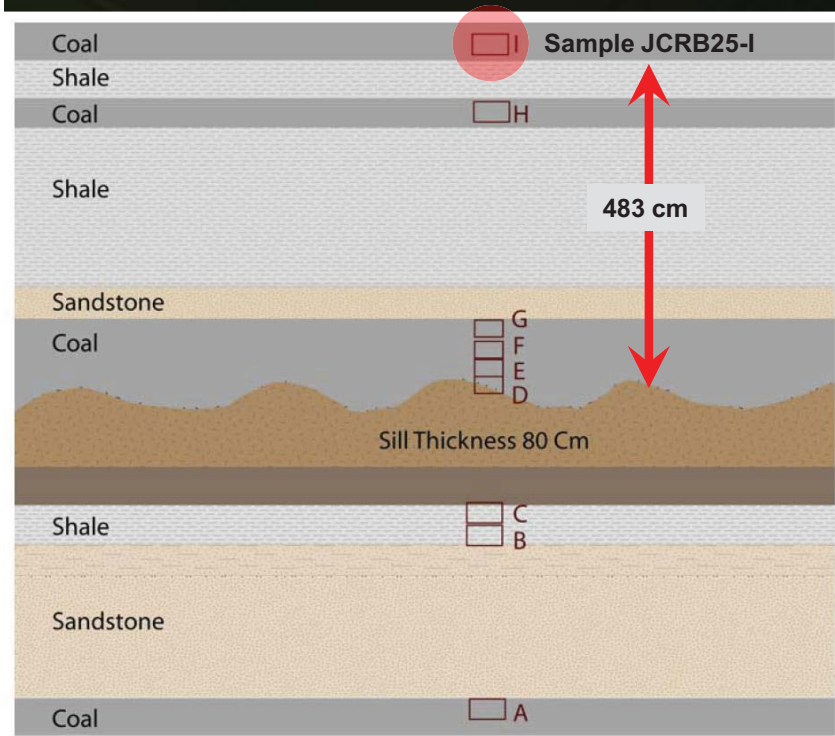 Coal
I Sample JCRB25-I
Shale
Coal
H
Shale
483 cm
Sandstone
G
Coal
F
E
D
Sill Thickness 80 Cm
C
Shale
B
Sandstone
A
Coal